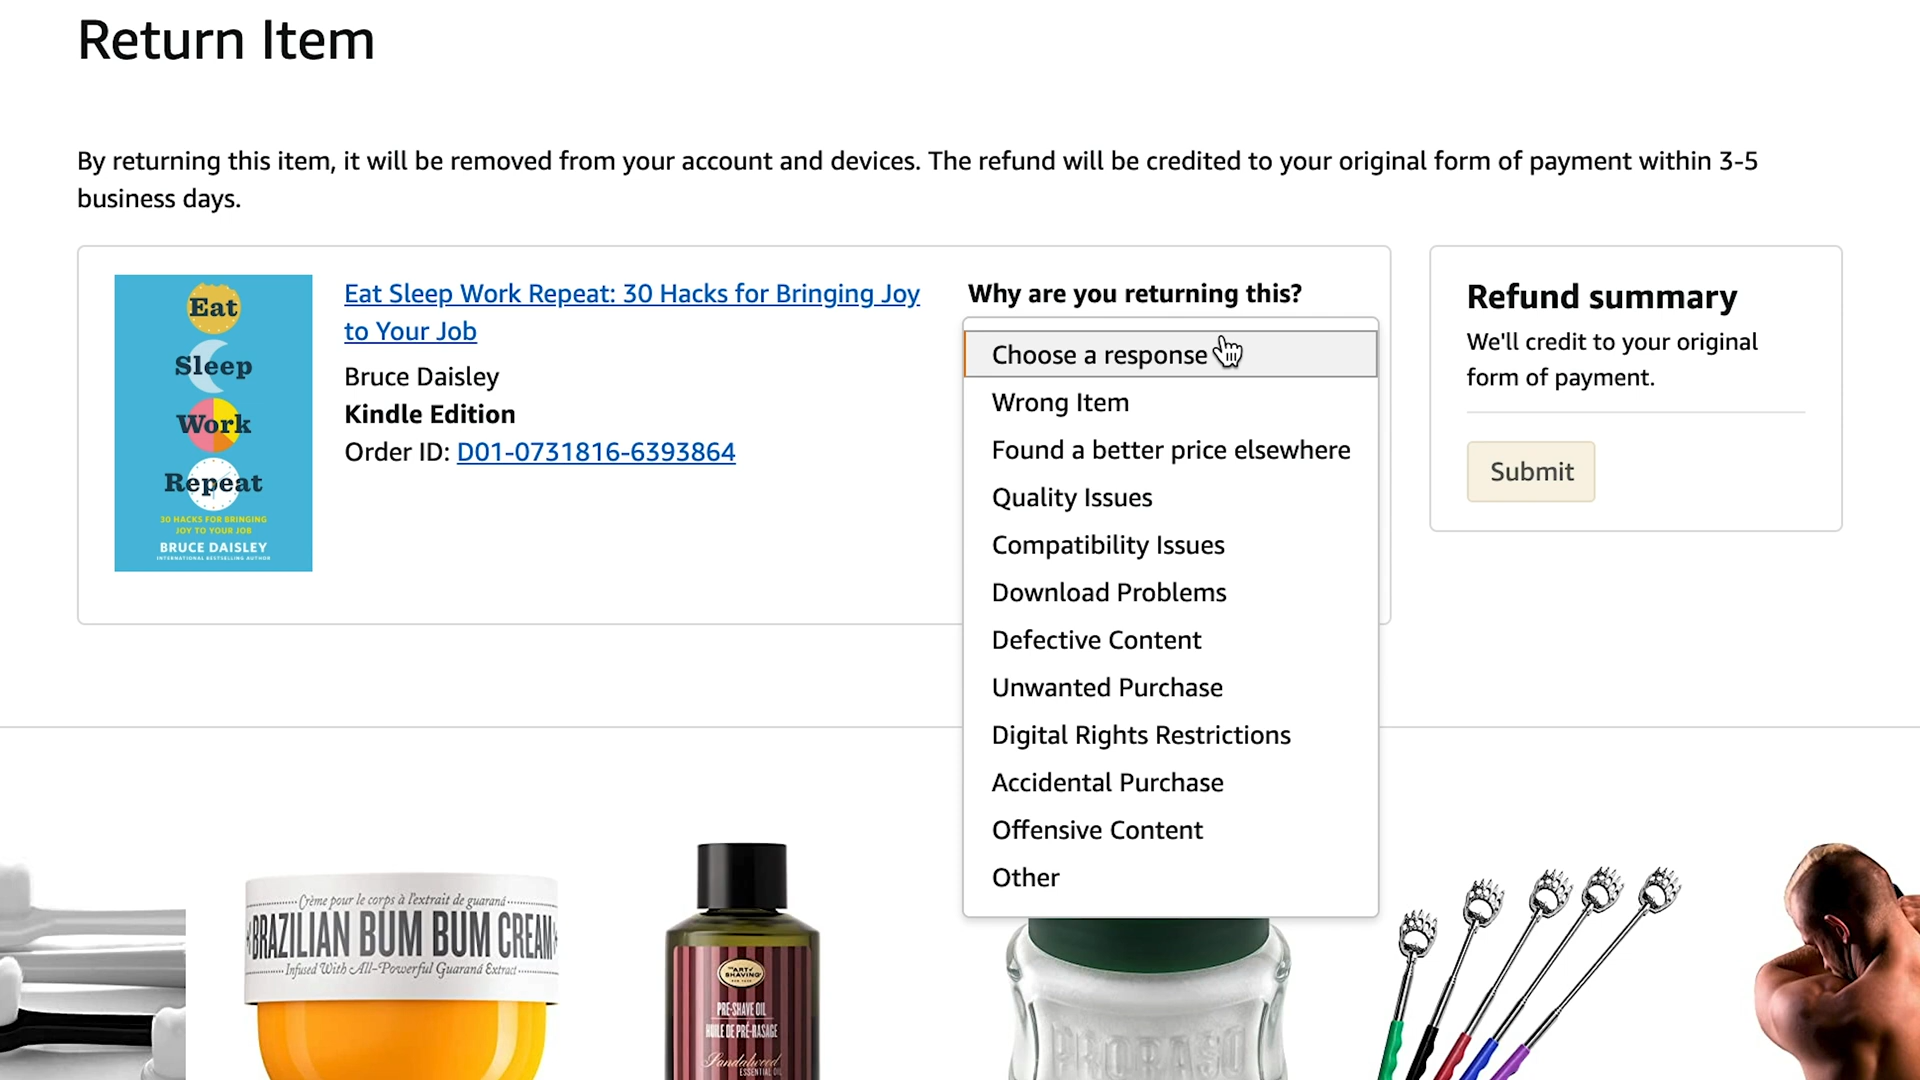 Return Item
By returning this item, it will be removed from your account and devices. The refund will be credited to your original form of payment within 3-5
business days.
Eat
Sleep
Work
Repeat
30 HACKS FOR BRINGING
JOY TO YOUR JOB
BRUCE DAISLEY
INTERNATIONAL BESTSELLING AUTHOR
Eat Sleep Work Repeat: 30 Hacks for Bringing Joy
to Your Job
Bruce Daisley
Kindle Edition
Order ID: D01-0731816-6393864
Why are you returning this?
Choose a response
Wrong Item
Found a better price elsewhere
Quality Issues
Compatibility Issues
Download Problems
Defective Content
Unwanted Purchase
Digital Rights Restrictions
Accidental Purchase
Offensive Content
Other
Refund summary
We'll credit to your original
form of payment.
Submit
Crème pour le corps à l'extrait de guaraná
BRAZILIAN BUM BUM CREAM
Infused With All-Powerful Guaraná Extract
THE ART OF
SHAVING
NEW YORK
PRE-SHAVE OIL
HUILE DE PRÉ-RASAGE
Sandalwood
ESSENTIAL OIL
PRORASO